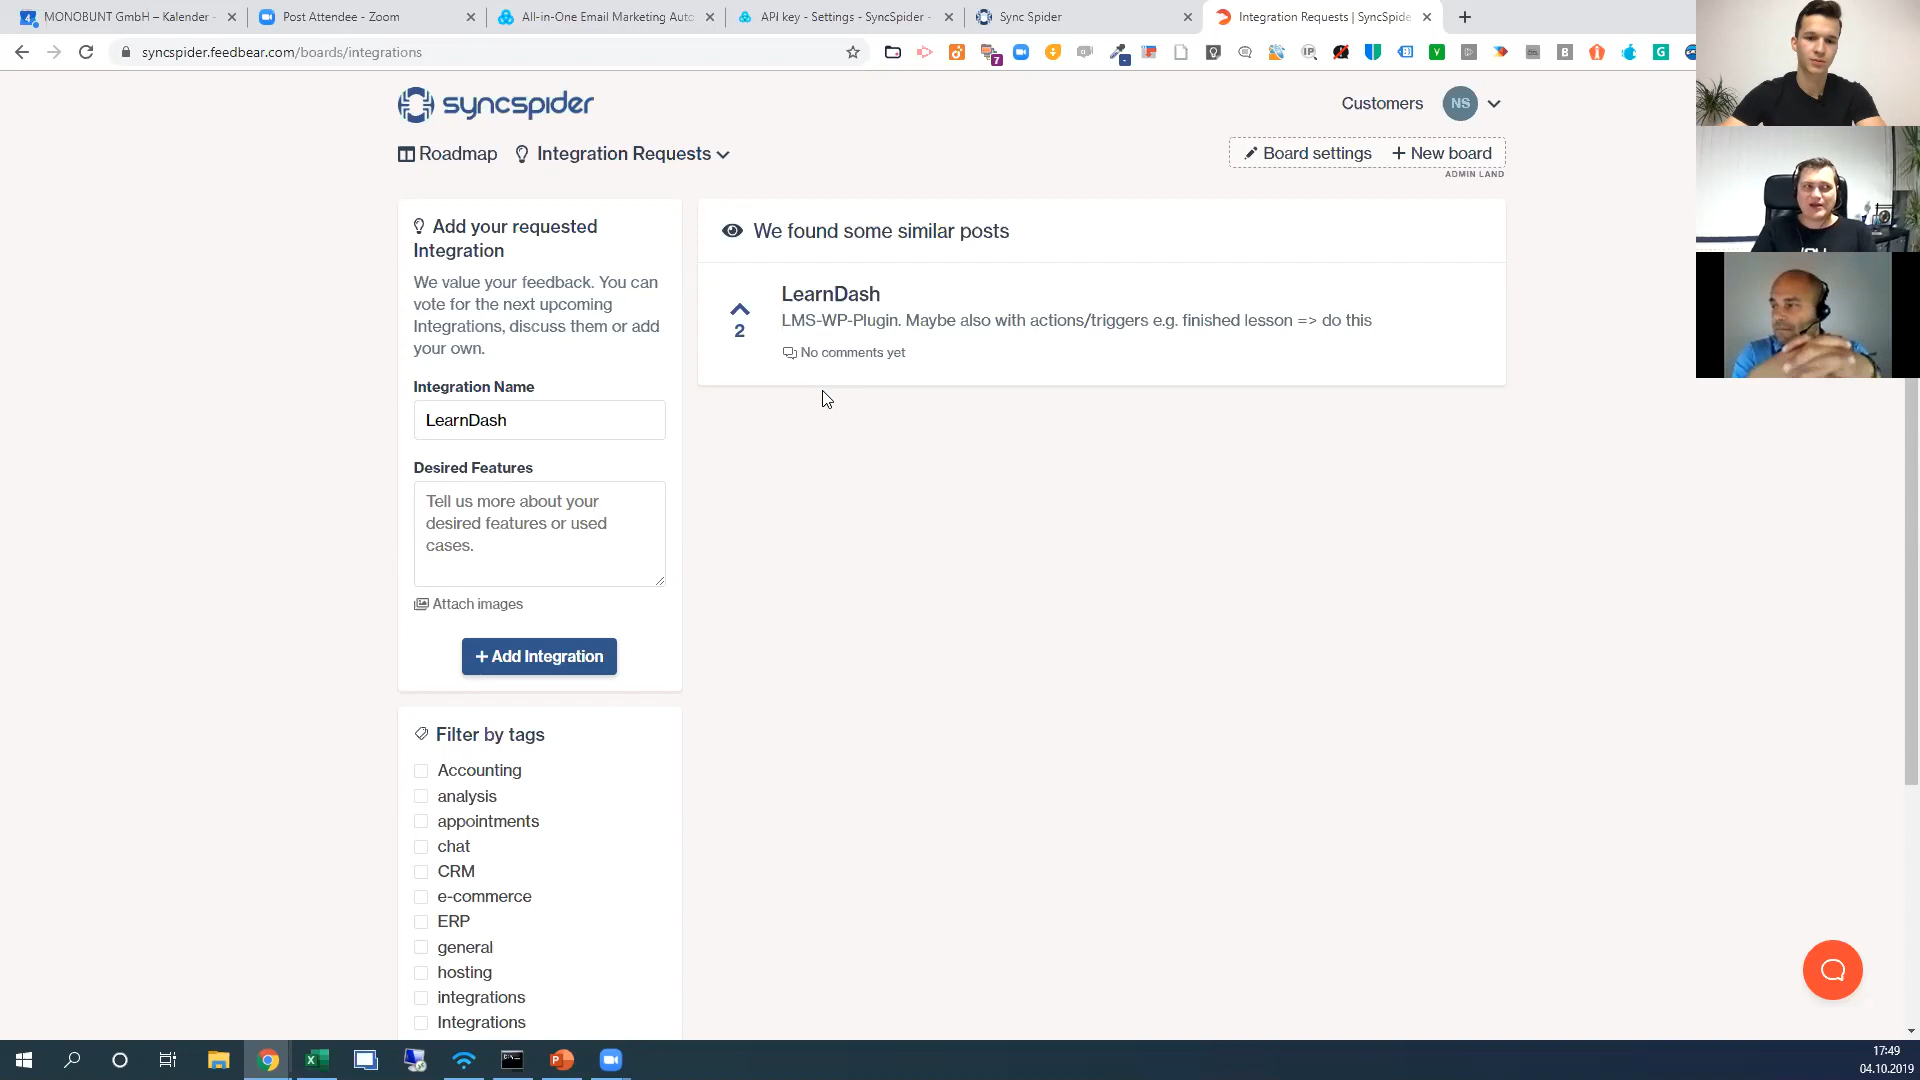 MONOBUNT GmbH – Kalender -
Post Attendee - Zoom
All-in-One Email Marketing Auto
API key - Settings - SyncSpider -
Sync Spider
Integration Requests | SyncSpide
syncspider.feedbear.com/boards/integrations
syncspider
Customers
NS
Roadmap
Integration Requests
Board settings
New board
ADMIN LAND
Add your requested
Integration
We value your feedback. You can
vote for the next upcoming
Integrations, discuss them or add
your own.
Integration Name
LearnDash
Desired Features
Tell us more about your
desired features or used
cases.
Attach images
+ Add Integration
We found some similar posts
LearnDash
2
LMS-WP-Plugin. Maybe also with actions/triggers e.g. finished lesson => do this
No comments yet
Filter by tags
Accounting
analysis
appointments
chat
CRM
e-commerce
ERP
general
hosting
integrations
Integrations
17:49
04.10.2019